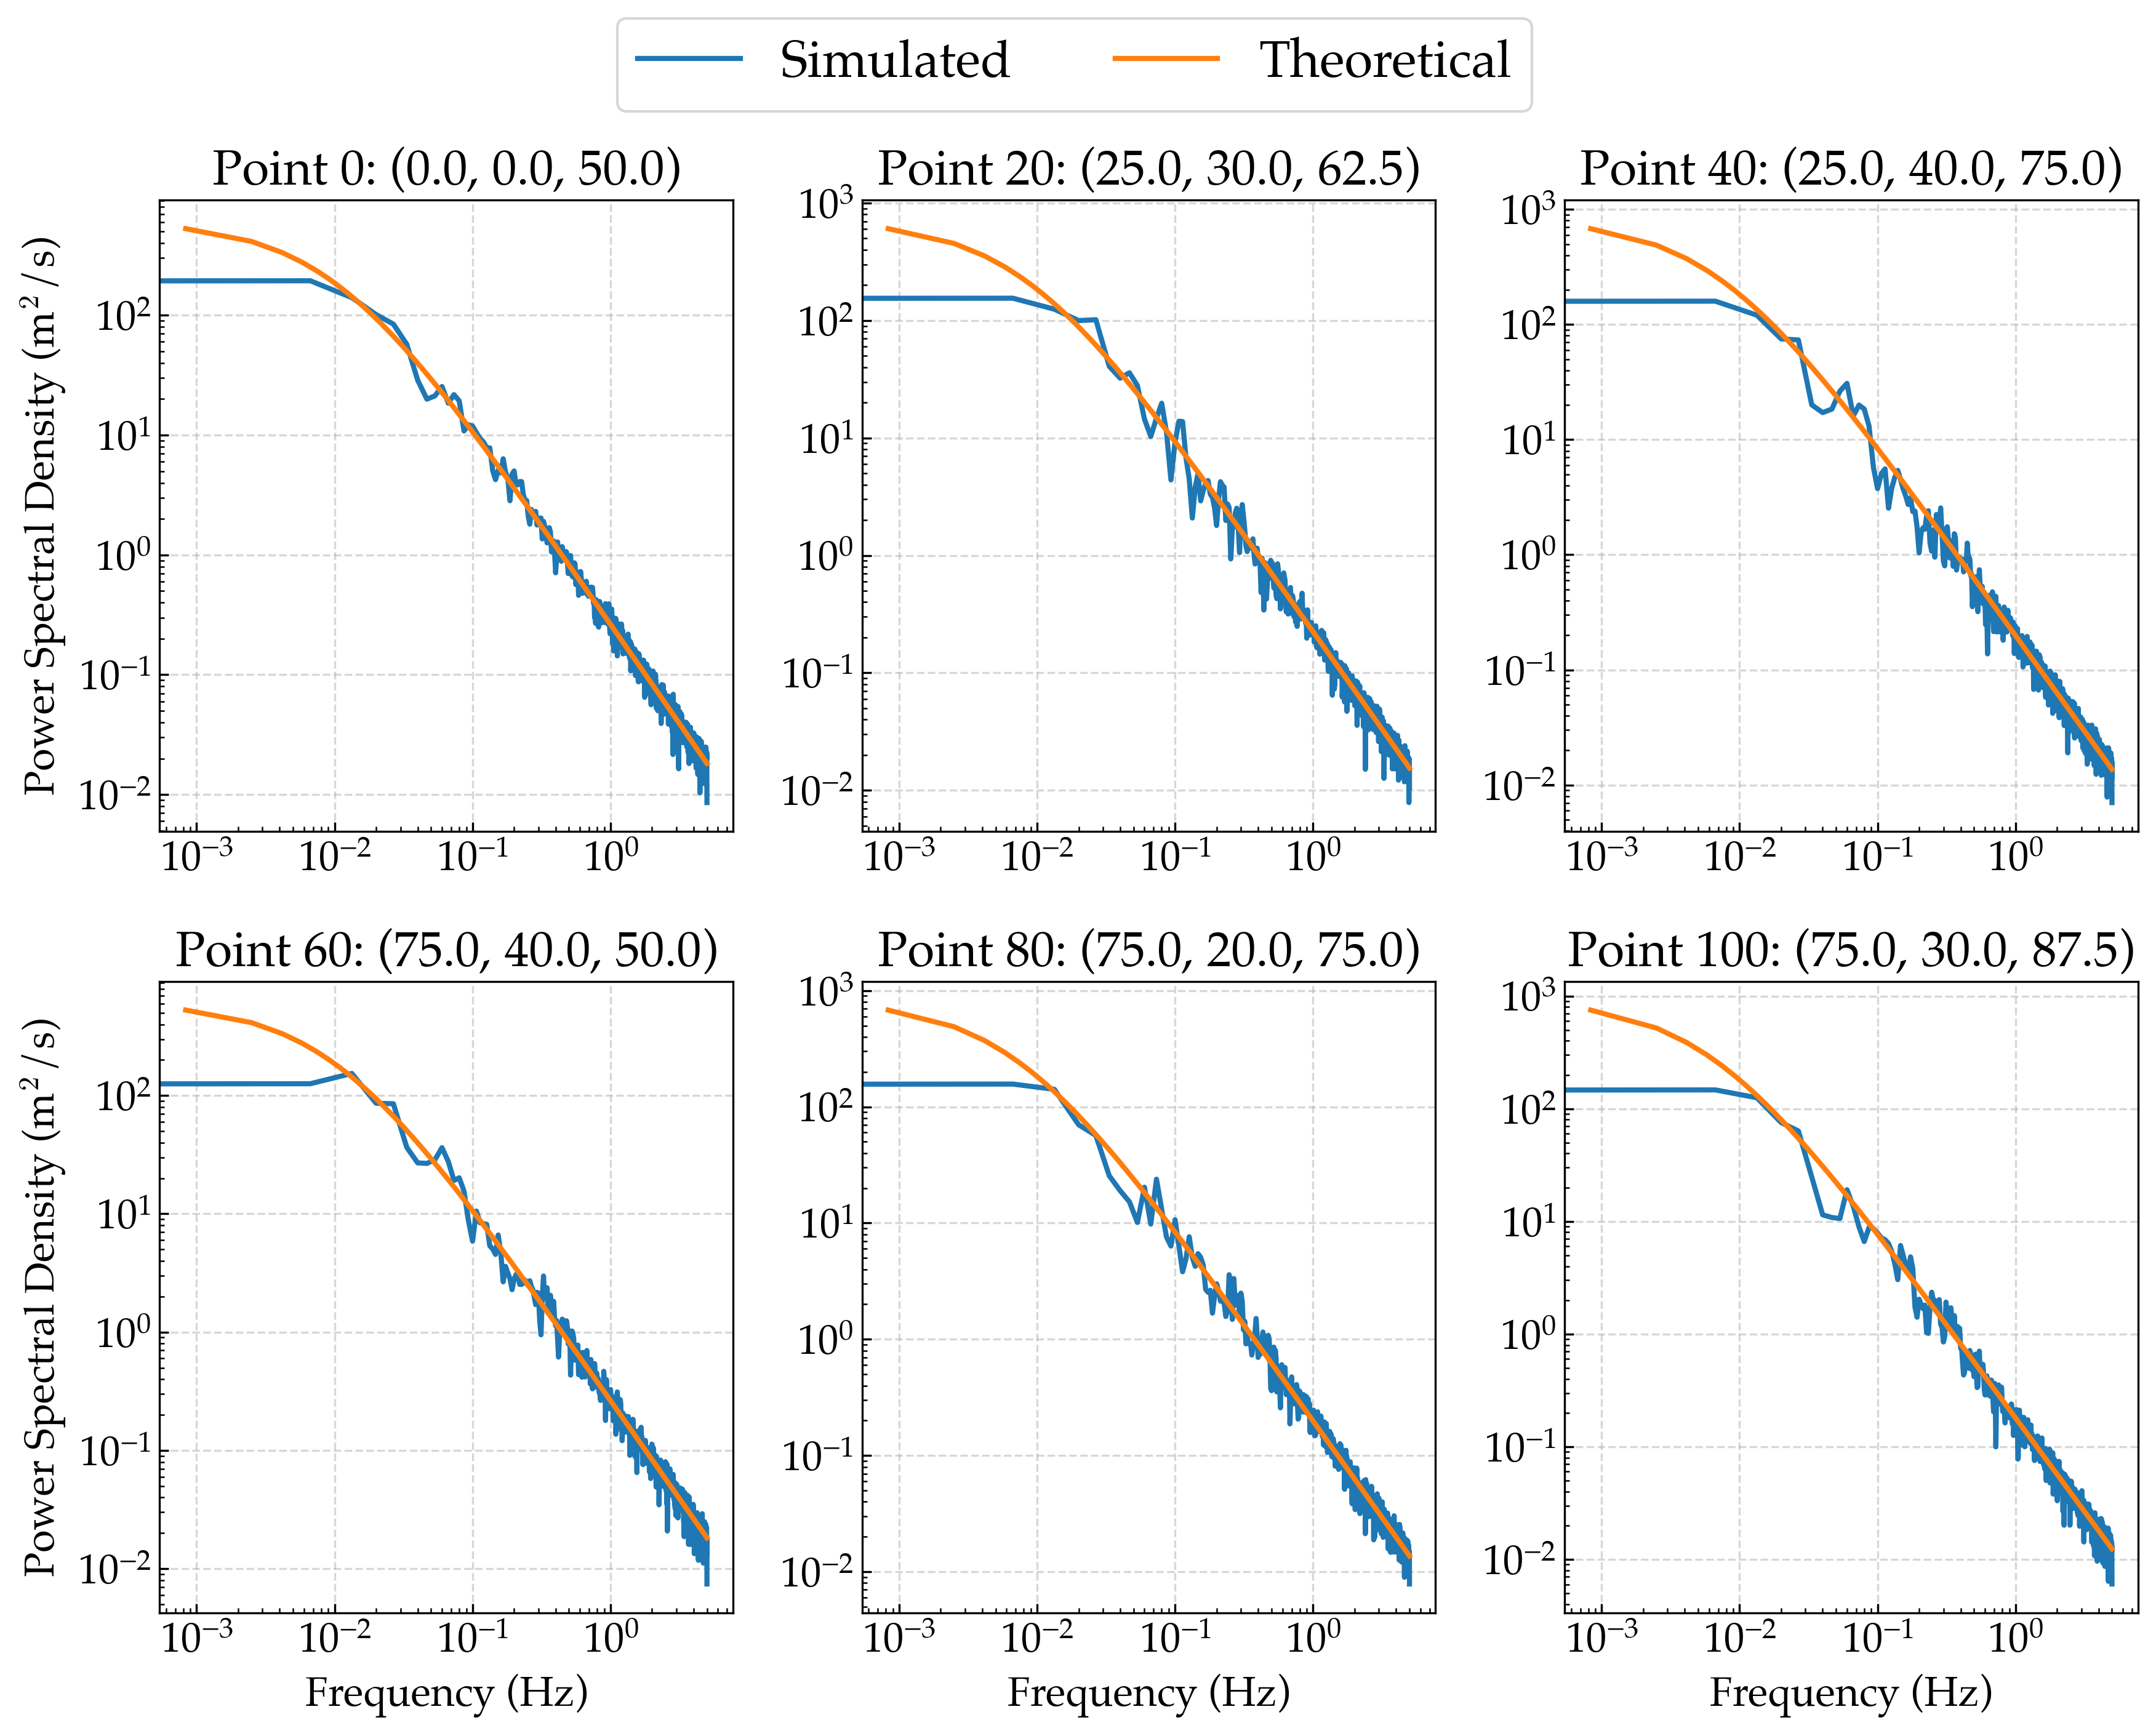 Simulated Theoretical
Point 0: (0.0, 0.0, 50.0) Point 20: (25.0, 30.0, 62.5) Point 40: (25.0, 40.0, 75.0)
Power Spectral Density (m² / s)
10² 10¹ 10⁰ 10⁻¹ 10⁻²
10⁻³ 10⁻² 10⁻¹ 10⁰
10³ 10² 10¹ 10⁰ 10⁻¹ 10⁻²
10⁻³ 10⁻² 10⁻¹ 10⁰
10³ 10² 10¹ 10⁰ 10⁻¹ 10⁻²
10⁻³ 10⁻² 10⁻¹ 10⁰
Point 60: (75.0, 40.0, 50.0) Point 80: (75.0, 20.0, 75.0) Point 100: (75.0, 30.0, 87.5)
Power Spectral Density (m² / s)
10² 10¹ 10⁰ 10⁻¹ 10⁻²
10⁻³ 10⁻² 10⁻¹ 10⁰
10³ 10² 10¹ 10⁰ 10⁻¹ 10⁻²
10⁻³ 10⁻² 10⁻¹ 10⁰
10³ 10² 10¹ 10⁰ 10⁻¹ 10⁻²
10⁻³ 10⁻² 10⁻¹ 10⁰
Frequency (Hz) Frequency (Hz) Frequency (Hz)